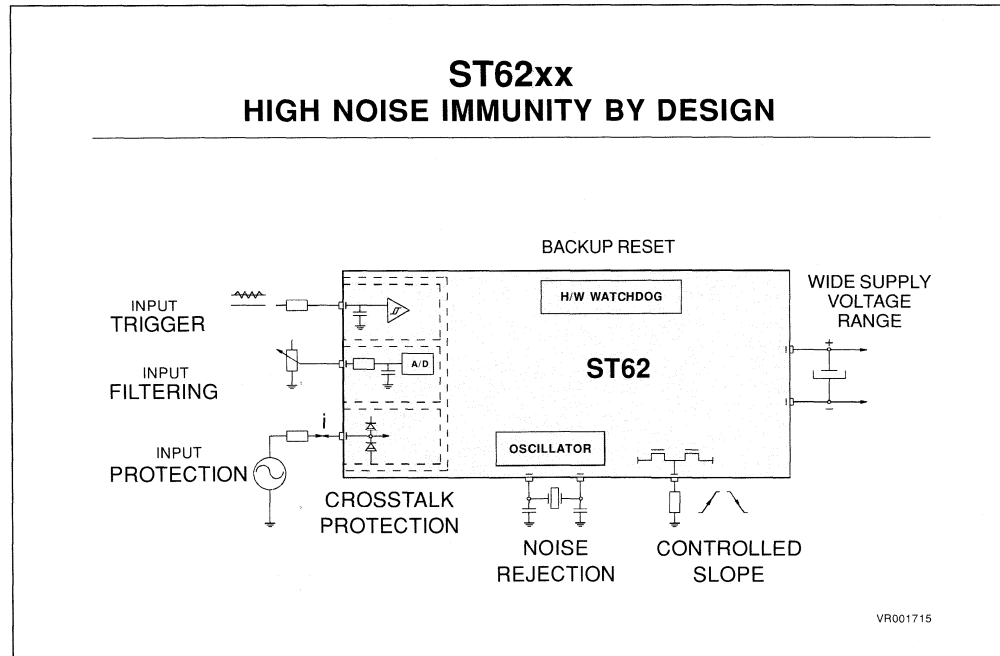 ST62xx
HIGH NOISE IMMUNITY BY DESIGN
BACKUP RESET
H/W WATCHDOG
WIDE SUPPLY
VOLTAGE
RANGE
INPUT
TRIGGER
INPUT
FILTERING
A/D
ST62
+
−
i
INPUT
PROTECTION
OSCILLATOR
CROSSTALK
PROTECTION
NOISE
REJECTION
CONTROLLED
SLOPE
VR001715